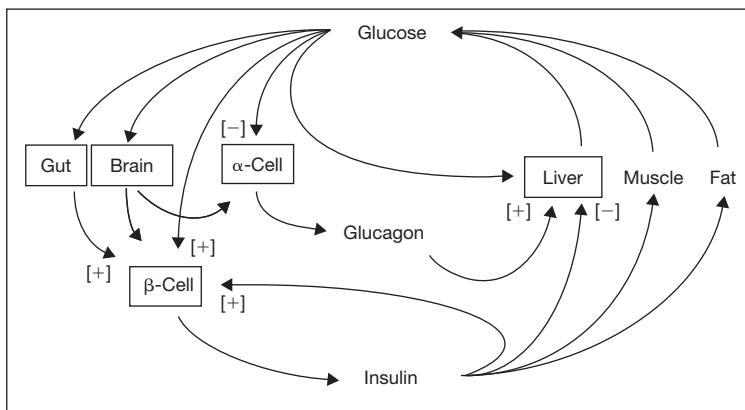 Glucose
[−]
Gut Brain α-Cell Liver Muscle Fat
[+] [−]
Glucagon
[+]
[+]
β-Cell
[+]
Insulin